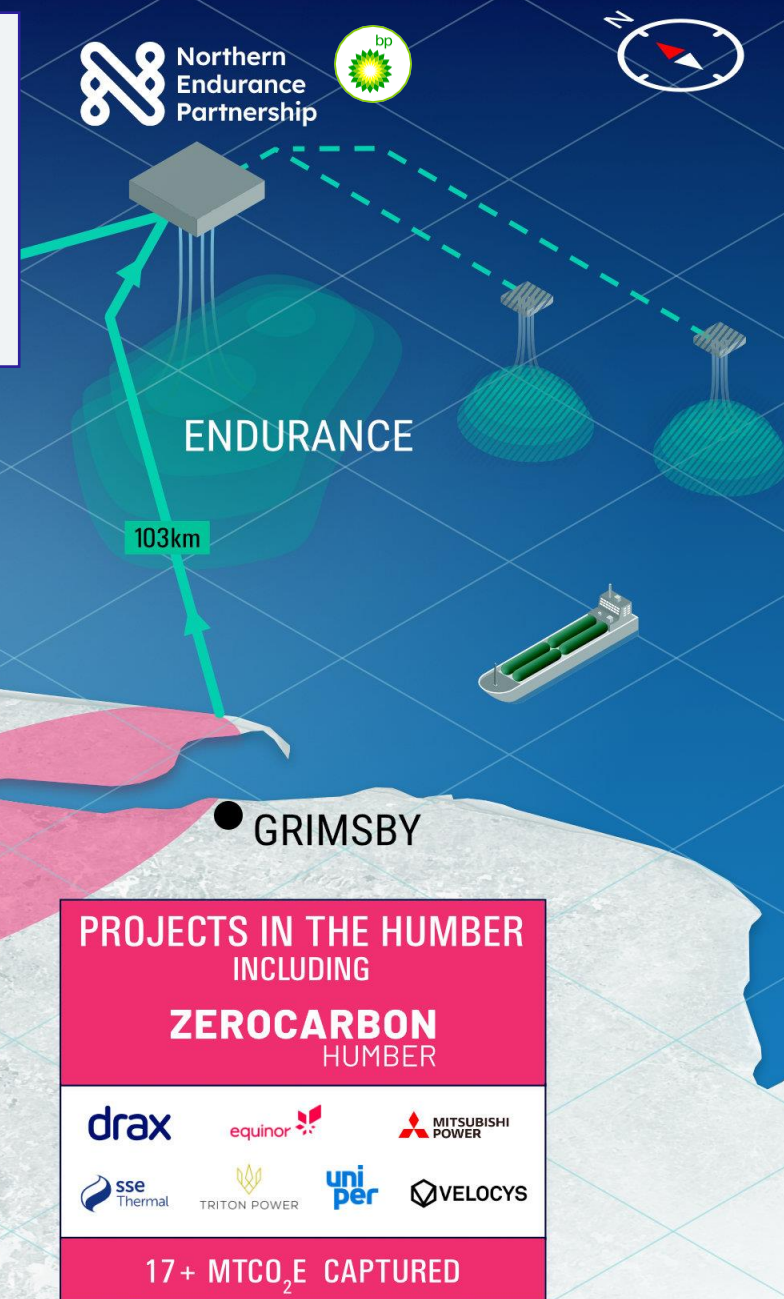 Northern
Endurance
Partnership
bp
N
ENDURANCE
103km
GRIMSBY
PROJECTS IN THE HUMBER
INCLUDING
ZEROCARBON
HUMBER
drax
equinor
MITSUBISHI
POWER
sse
Thermal
TRITON POWER
uni
per
VELOCYS
17+ MTCO₂E CAPTURED